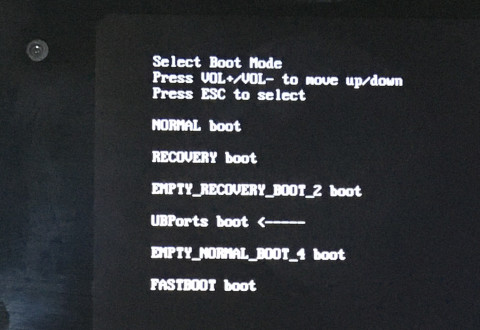 Select Boot Mode
Press VOL+/VOL- to move up/down
Press ESC to select
NORMAL boot
RECOVERY boot
EMPTY_RECOVERY_BOOT_2 boot
UBPorts boot <-----
EMPTY_NORMAL_BOOT_4 boot
FASTBOOT boot